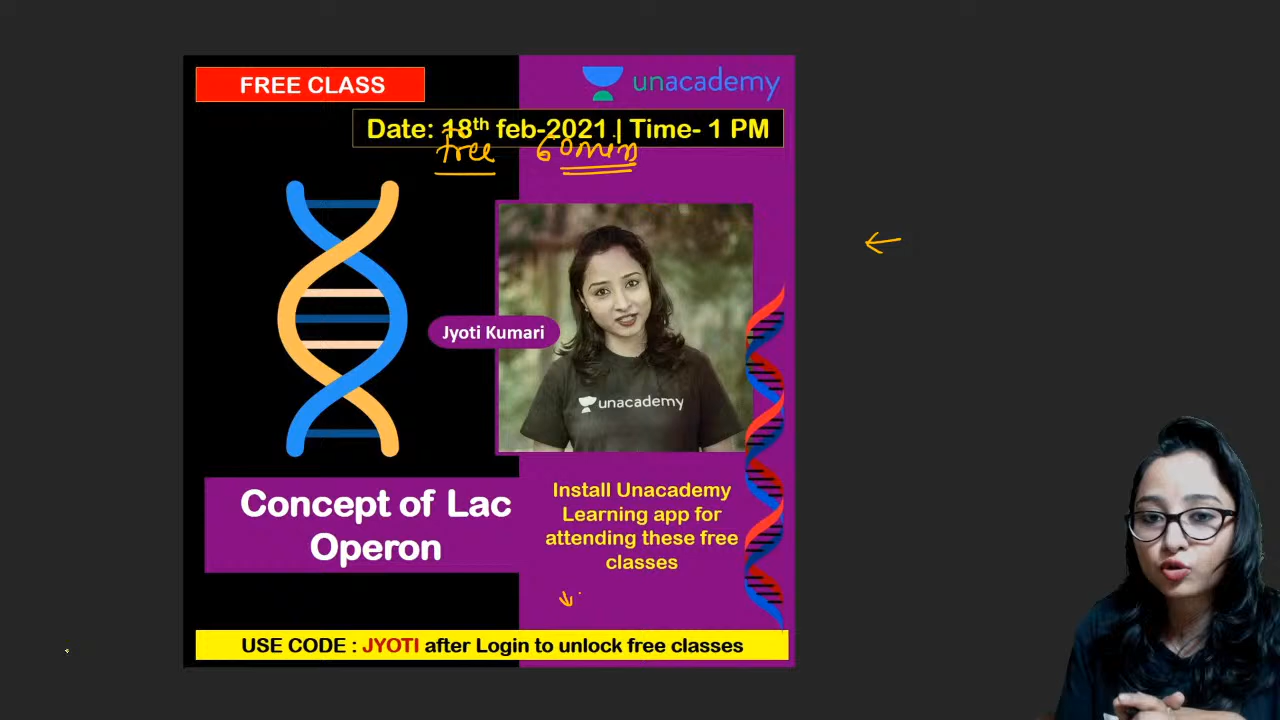 FREE CLASS
unacademy
Date: 18th feb-2021 | Time- 1 PM
free 60min
Jyoti Kumari
unacademy
Concept of Lac
Operon
Install Unacademy
Learning app for
attending these free
classes
USE CODE : JYOTI after Login to unlock free classes